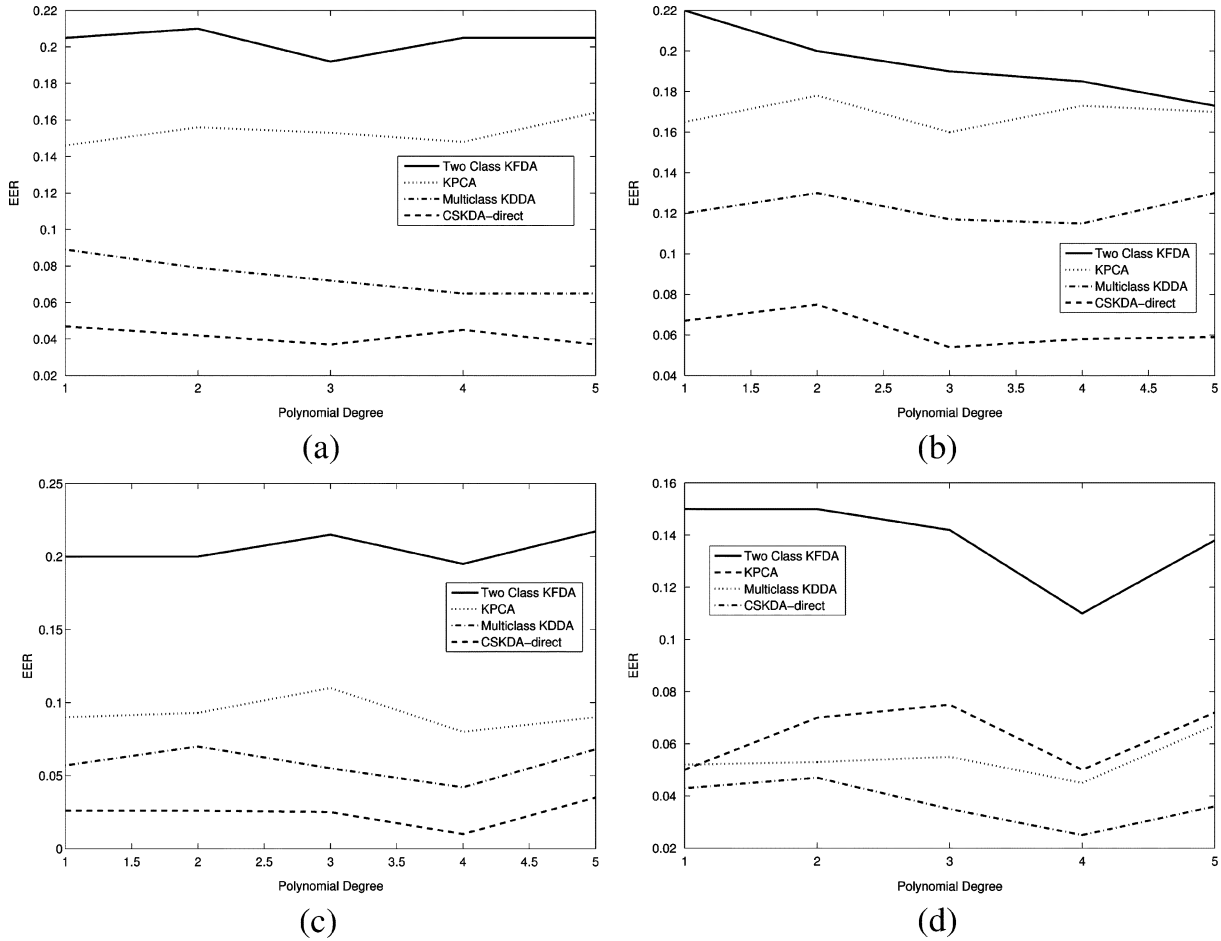 0.22
0.2
0.18
0.16
0.14
0.12
0.1
0.08
0.06
0.04
0.02
EER
1 2 3 4 5
Polynomial Degree
Two Class KFDA
KPCA
Multiclass KDDA
CSKDA-direct
(a)
0.22
0.2
0.18
0.16
0.14
0.12
0.1
0.08
0.06
0.04
EER
1 1.5 2 2.5 3 3.5 4 4.5 5
Polynomial Degree
Two Class KFDA
KPCA
Multiclass KDDA
CSKDA-direct
(b)
0.25
0.2
0.15
0.1
0.05
0
EER
1 1.5 2 2.5 3 3.5 4 4.5 5
Polynomial Degree
Two Class KFDA
KPCA
Multiclass KDDA
CSKDA-direct
(c)
0.16
0.14
0.12
0.1
0.08
0.06
0.04
0.02
EER
1 2 3 4 5
Polynomial Degree
Two Class KFDA
KPCA
Multiclass KDDA
CSKDA-direct
(d)